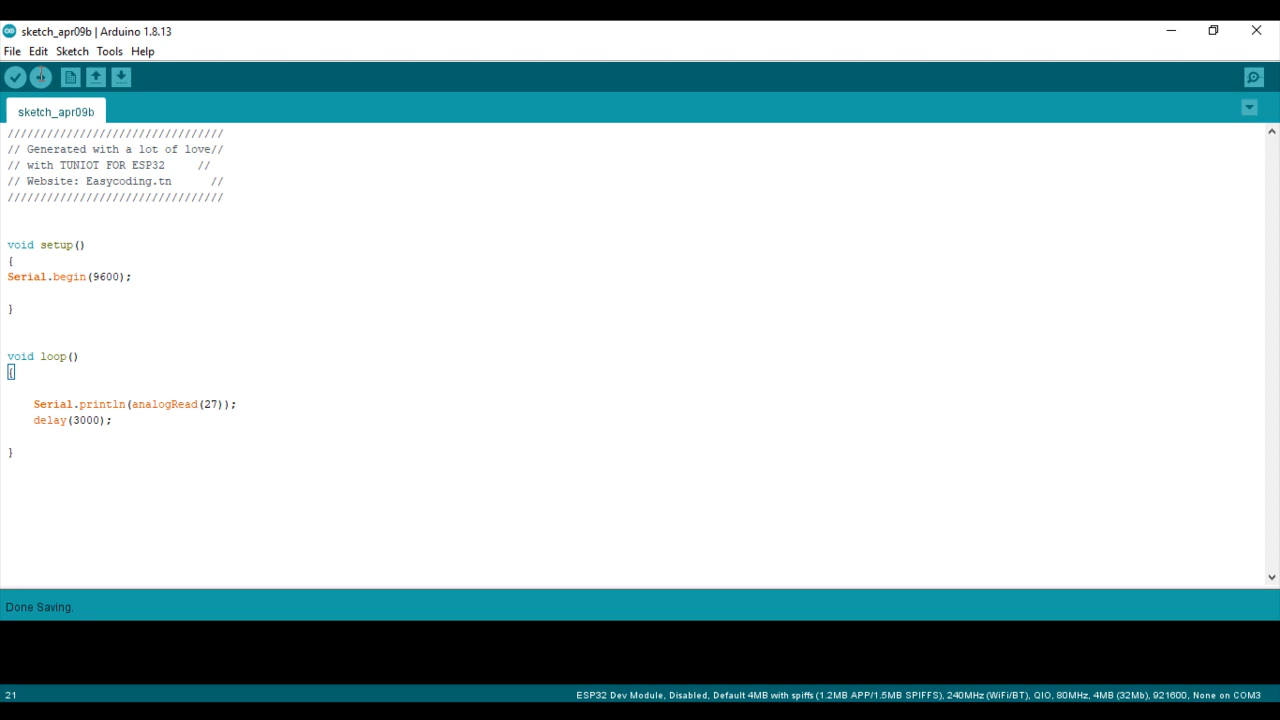 sketch_apr09b | Arduino 1.8.13
File Edit Sketch Tools Help
sketch_apr09b
/////////////////////////////////
// Generated with a lot of love//
// with TUNIOT FOR ESP32     //
// Website: Easycoding.tn      //
/////////////////////////////////
void setup()
{
Serial.begin(9600);
}
void loop()
{
Serial.println(analogRead(27));
delay(3000);
}
Done Saving.
21 ESP32 Dev Module, Disabled, Default 4MB with spiffs (1.2MB APP/1.5MB SPIFFS), 240MHz (WiFi/BT), QIO, 80MHz, 4MB (32Mb), 921600, None on COM3